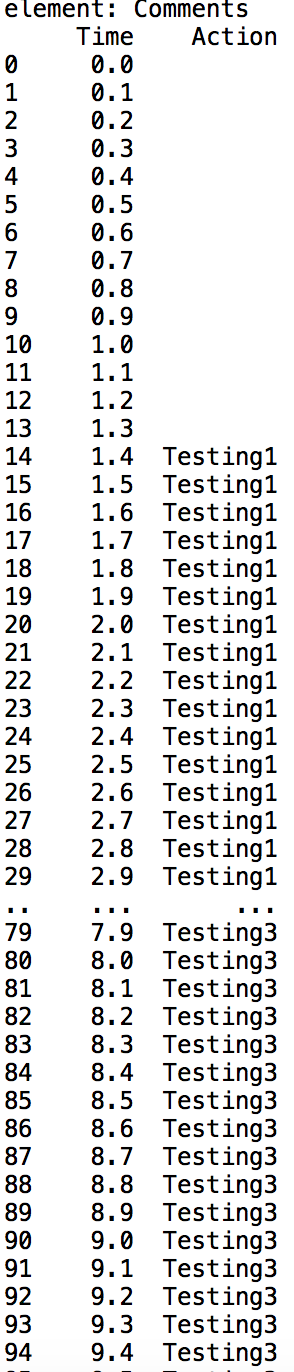 element: Comments
Time Action
0 0.0
1 0.1
2 0.2
3 0.3
4 0.4
5 0.5
6 0.6
7 0.7
8 0.8
9 0.9
10 1.0
11 1.1
12 1.2
13 1.3
14 1.4 Testing1
15 1.5 Testing1
16 1.6 Testing1
17 1.7 Testing1
18 1.8 Testing1
19 1.9 Testing1
20 2.0 Testing1
21 2.1 Testing1
22 2.2 Testing1
23 2.3 Testing1
24 2.4 Testing1
25 2.5 Testing1
26 2.6 Testing1
27 2.7 Testing1
28 2.8 Testing1
29 2.9 Testing1
.. ... ...
79 7.9 Testing3
80 8.0 Testing3
81 8.1 Testing3
82 8.2 Testing3
83 8.3 Testing3
84 8.4 Testing3
85 8.5 Testing3
86 8.6 Testing3
87 8.7 Testing3
88 8.8 Testing3
89 8.9 Testing3
90 9.0 Testing3
91 9.1 Testing3
92 9.2 Testing3
93 9.3 Testing3
94 9.4 Testing3